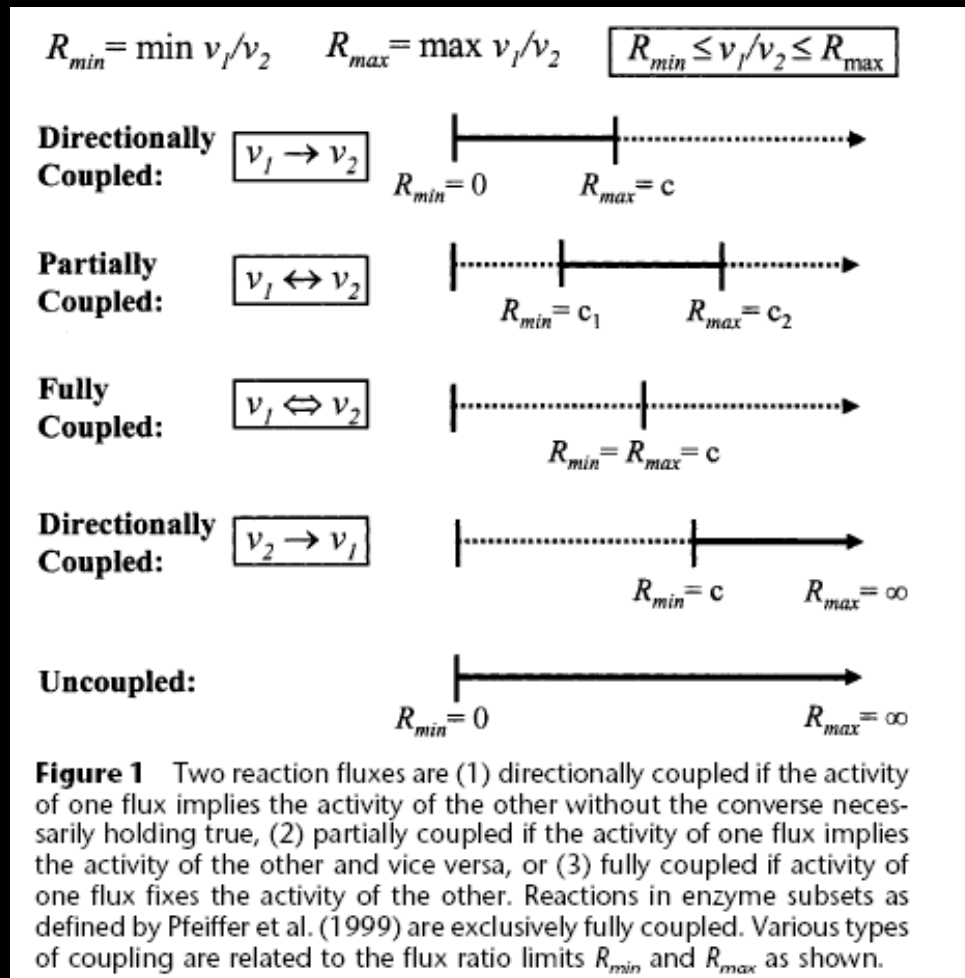 R_min = min v_1/v_2 R_max = max v_1/v_2 R_min ≤ v_1/v_2 ≤ R_max
Directionally
Coupled:
v_1 → v_2
R_min = 0 R_max = c
Partially
Coupled:
v_1 ↔ v_2
R_min = c_1 R_max = c_2
Fully
Coupled:
v_1 ⇔ v_2
R_min = R_max = c
Directionally
Coupled:
v_2 → v_1
R_min = c R_max = ∞
Uncoupled:
R_min = 0 R_max = ∞
Figure 1 Two reaction fluxes are (1) directionally coupled if the activity
of one flux implies the activity of the other without the converse neces-
sarily holding true, (2) partially coupled if the activity of one flux implies
the activity of the other and vice versa, or (3) fully coupled if activity of
one flux fixes the activity of the other. Reactions in enzyme subsets as
defined by Pfeiffer et al. (1999) are exclusively fully coupled. Various types
of coupling are related to the flux ratio limits R_min and R_max as shown.